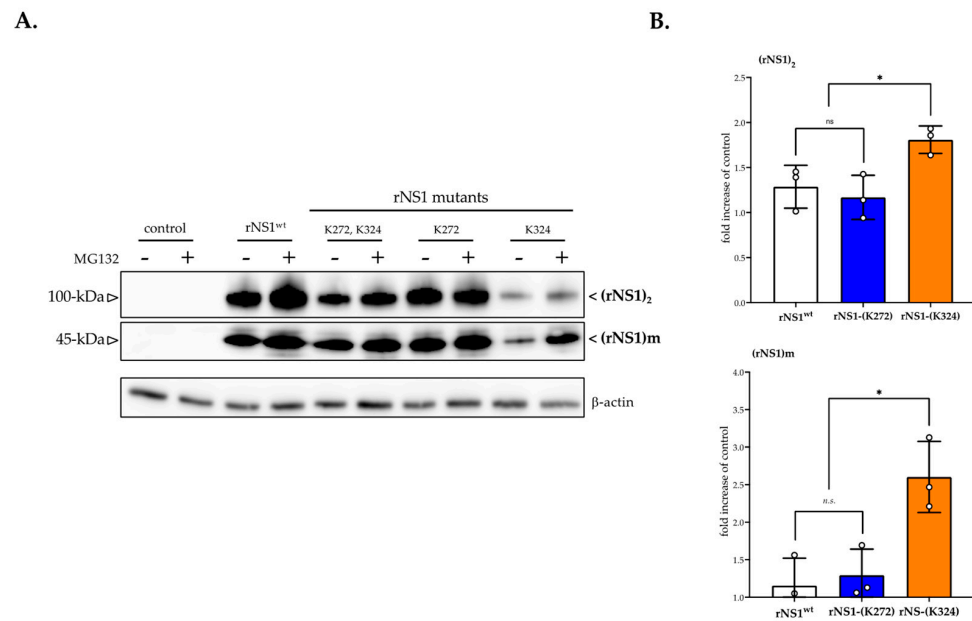 A.
rNS1 mutants
control rNS1wt K272, K324 K272 K324
MG132 - + - + - + - + - +
100-kDa < (rNS1)2
45-kDa < (rNS1)m
β-actin
B.
(rNS1)2
fold increase of control
2.5
2.0
1.5
1.0
0.5
0.0
ns
*
rNS1wt rNS1-(K272) rNS1-(K324)
(rNS1)m
fold increase of control
4.0
3.5
3.0
2.5
2.0
1.5
1.0
n.s.
*
rNS1wt rNS1-(K272) rNS-(K324)